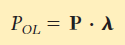 P_OL = P · λ